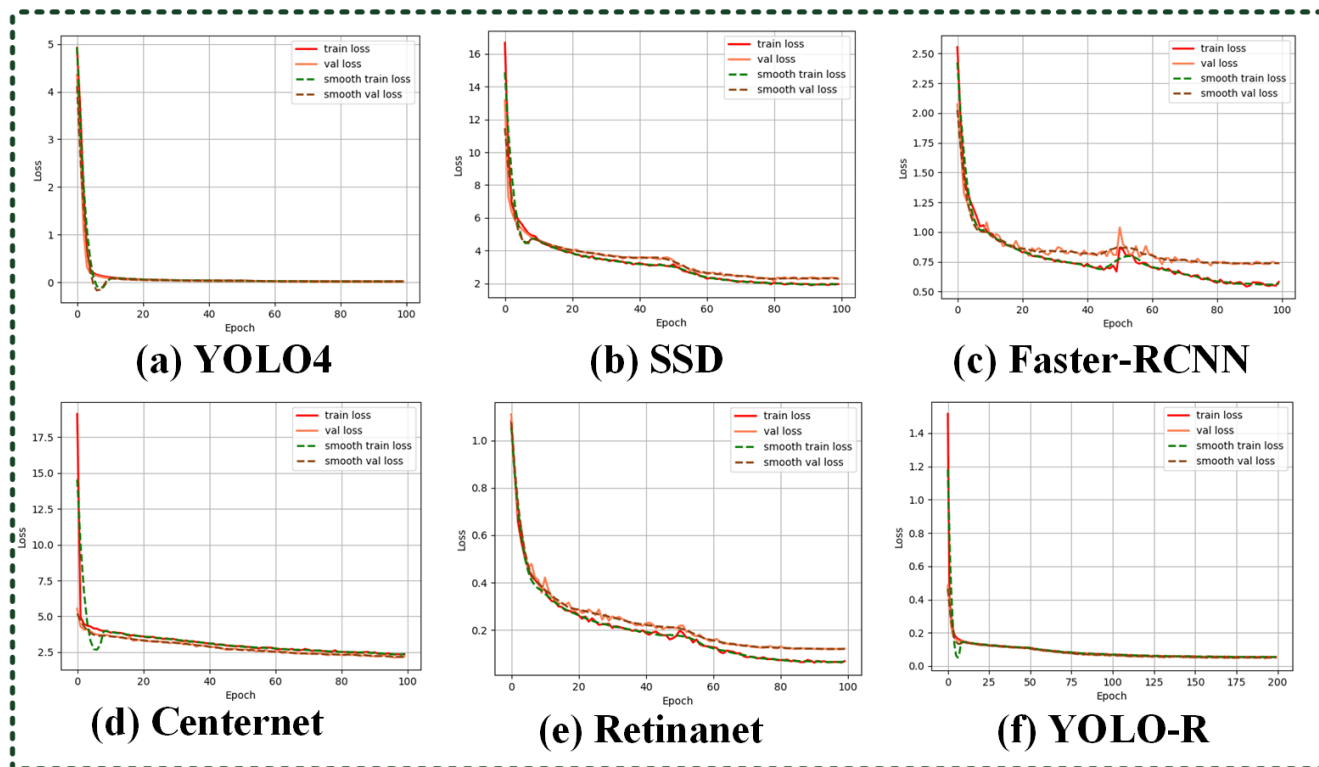 5
4
3
2
1
0
Loss
0 20 40 60 80 100
Epoch
train loss
val loss
smooth train loss
smooth val loss
(a) YOLO4
16
14
12
10
8
6
4
2
Loss
0 20 40 60 80 100
Epoch
train loss
val loss
smooth train loss
smooth val loss
(b) SSD
2.50
2.25
2.00
1.75
1.50
1.25
1.00
0.75
0.50
Loss
0 20 40 60 80 100
Epoch
train loss
val loss
smooth train loss
smooth val loss
(c) Faster-RCNN
17.5
15.0
12.5
10.0
7.5
5.0
2.5
Loss
0 20 40 60 80 100
Epoch
train loss
val loss
smooth train loss
smooth val loss
(d) Centernet
1.0
0.8
0.6
0.4
0.2
Loss
0 20 40 60 80 100
Epoch
train loss
val loss
smooth train loss
smooth val loss
(e) Retinanet
1.4
1.2
1.0
0.8
0.6
0.4
0.2
0.0
Loss
0 25 50 75 100 125 150 175 200
Epoch
train loss
val loss
smooth train loss
smooth val loss
(f) YOLO-R